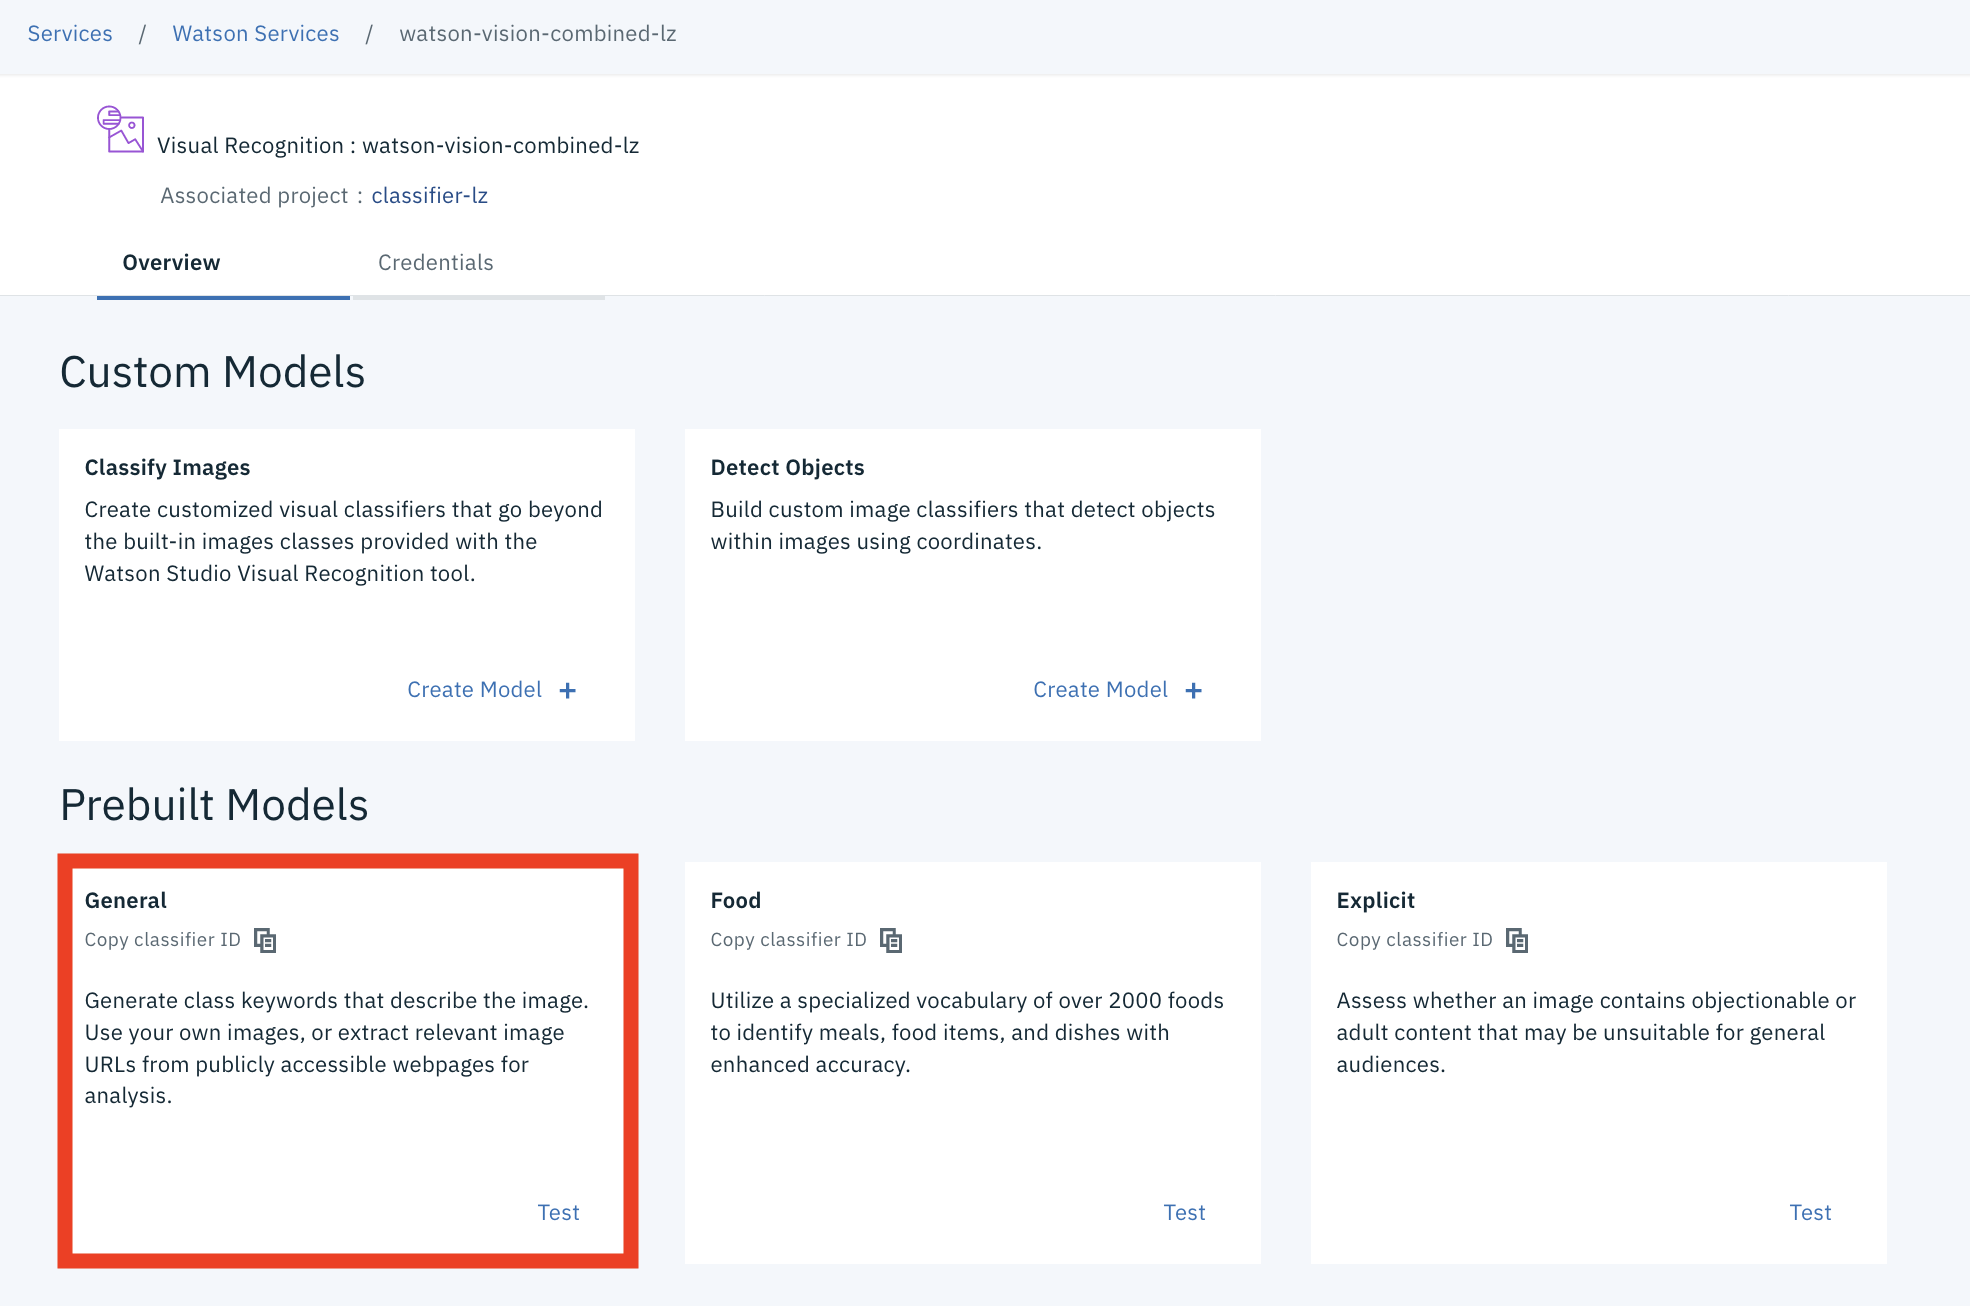 Services / Watson Services / watson-vision-combined-lz
Visual Recognition : watson-vision-combined-lz
Associated project : classifier-lz
Overview
Credentials
Custom Models
Classify Images
Create customized visual classifiers that go beyond
the built-in images classes provided with the
Watson Studio Visual Recognition tool.
Create Model +
Detect Objects
Build custom image classifiers that detect objects
within images using coordinates.
Create Model +
Prebuilt Models
General
Copy classifier ID
Generate class keywords that describe the image.
Use your own images, or extract relevant image
URLs from publicly accessible webpages for
analysis.
Test
Food
Copy classifier ID
Utilize a specialized vocabulary of over 2000 foods
to identify meals, food items, and dishes with
enhanced accuracy.
Test
Explicit
Copy classifier ID
Assess whether an image contains objectionable or
adult content that may be unsuitable for general
audiences.
Test